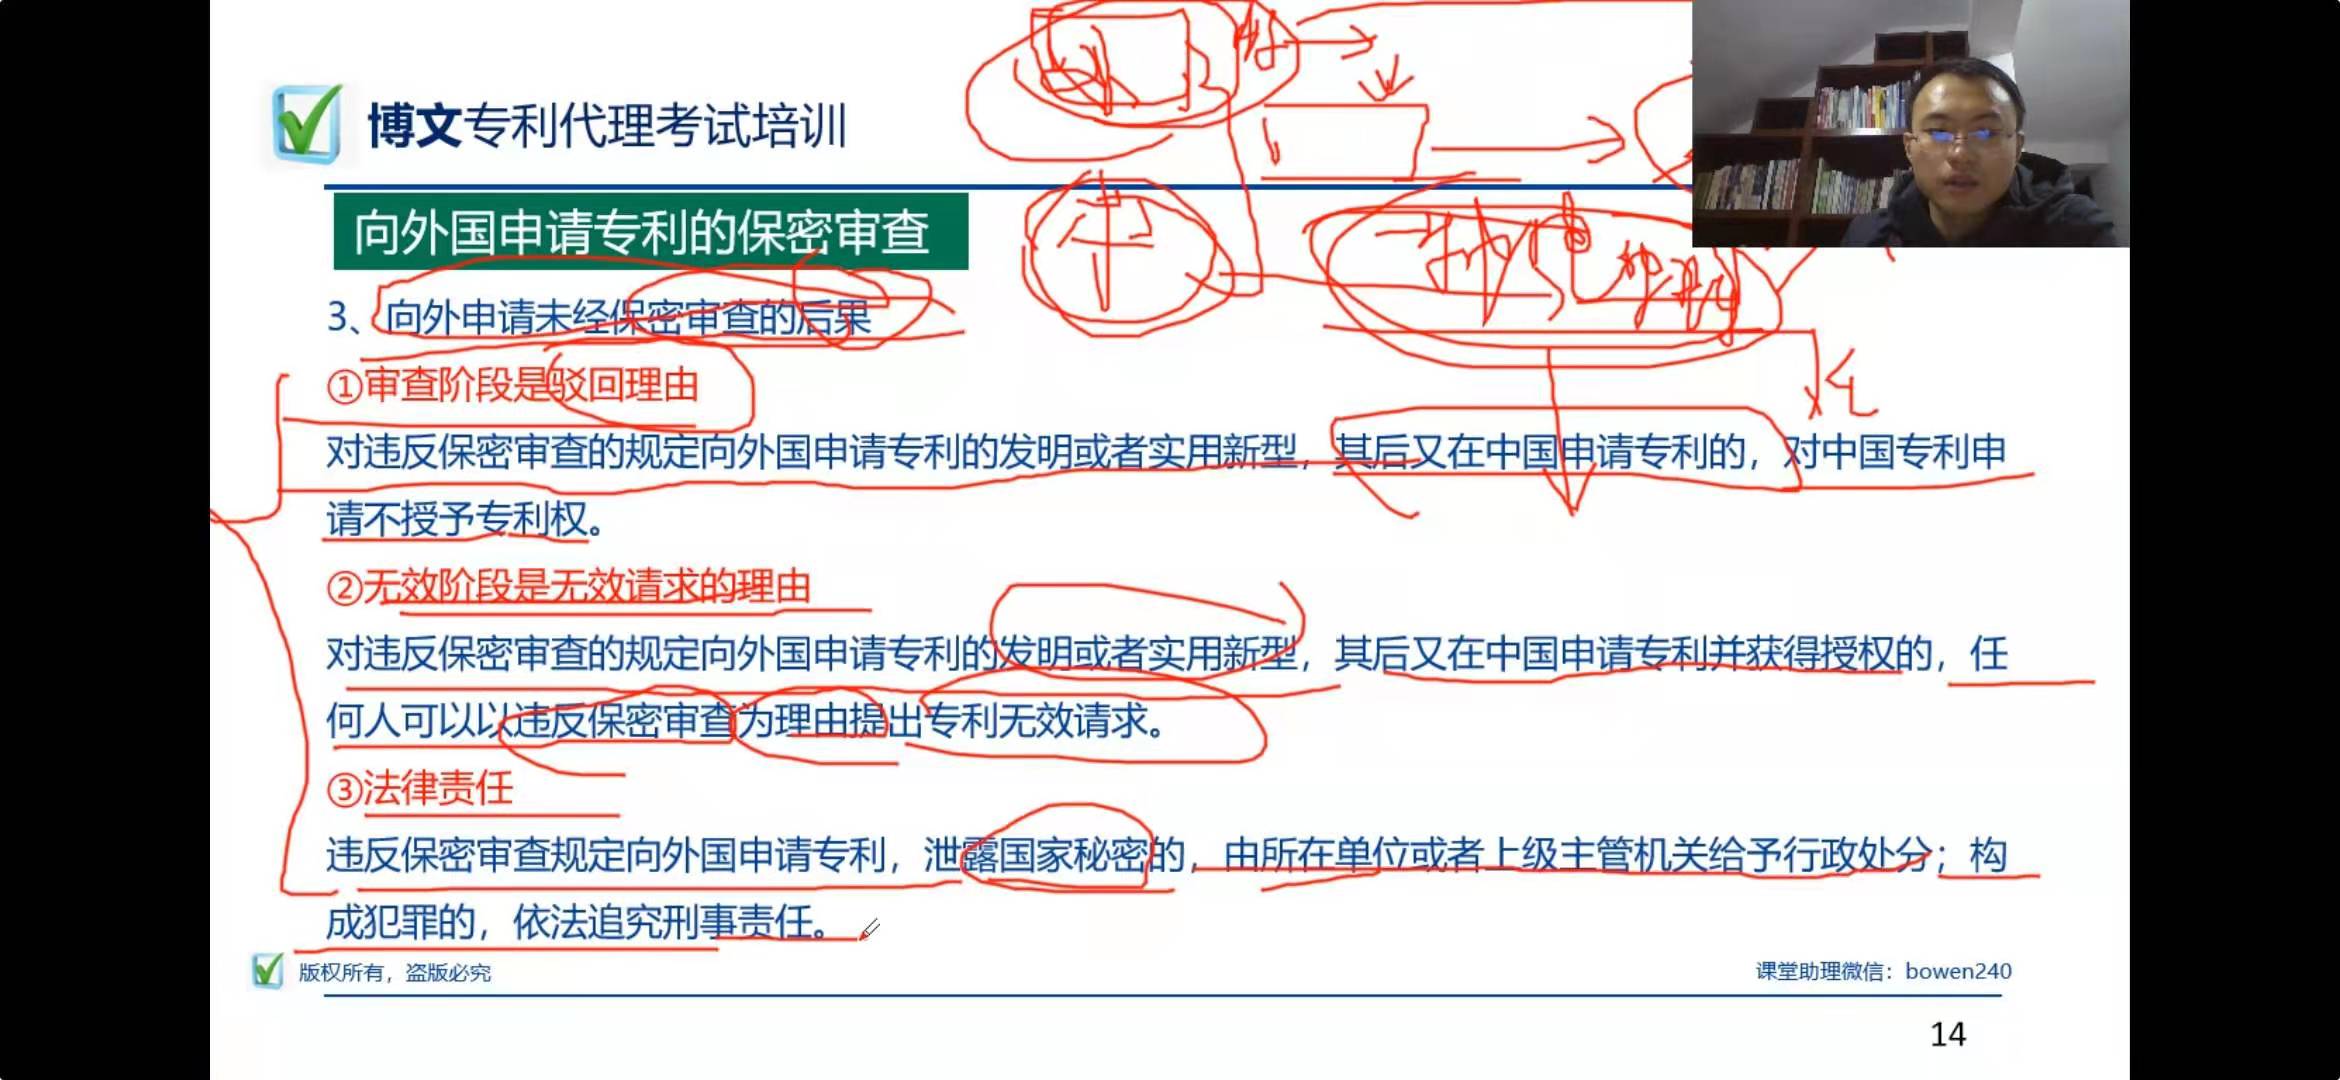 博文专利代理考试培训
向外国申请专利的保密审查
3、向外申请未经保密审查的后果
①审查阶段是驳回理由
对违反保密审查的规定向外国申请专利的发明或者实用新型，其后又在中国申请专利的，对中国专利申
请不授予专利权。
②无效阶段是无效请求的理由
对违反保密审查的规定向外国申请专利的发明或者实用新型，其后又在中国申请专利并获得授权的，任
何人可以以违反保密审查为理由提出专利无效请求。
③法律责任
违反保密审查规定向外国申请专利，泄露国家秘密的，由所在单位或者上级主管机关给予行政处分；构
成犯罪的，依法追究刑事责任。
版权所有，盗版必究
课堂助理微信：bowen240
14